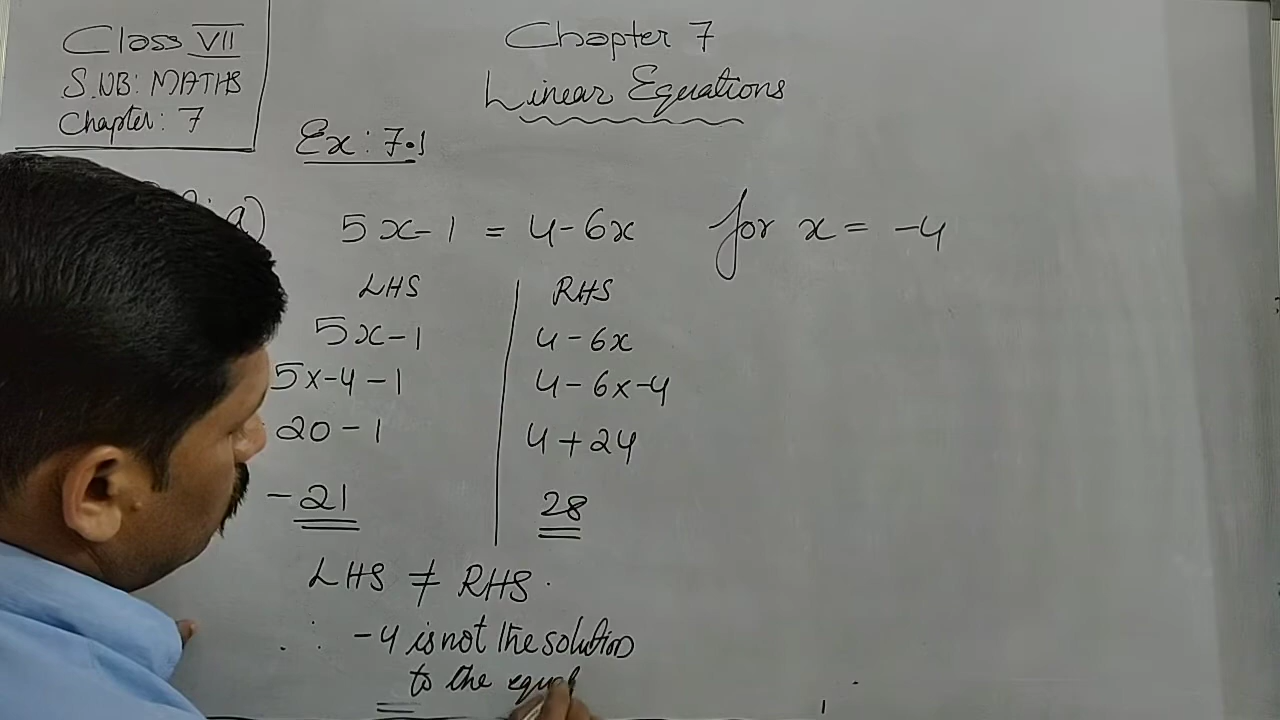 Class VII
SUB: MATHS
Chapter: 7
Chapter 7
Linear Equations
Ex: 7.1
a) 5x-1 = 4-6x for x = -4
LHS RHS
5x-1 4-6x
5x-4-1 4-6x-4
20-1 4+24
-21 28
LHS ≠ RHS.
∴ -4 is not the solution
to the